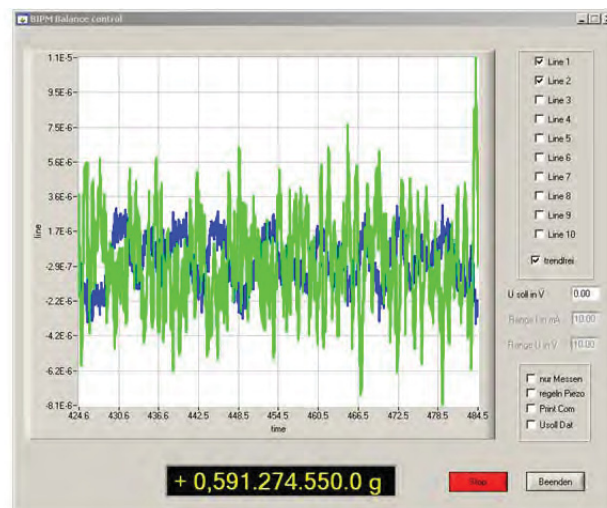 BIPM Balance control
1.1E-5
9.5E-6
7.5E-6
5.6E-6
3.6E-6
1.7E-6
-2.9E-7
-2.2E-6
-4.2E-6
-6.2E-6
-8.1E-6
line
424.6 430.6 436.6 442.5 448.5 454.5 460.5 466.5 472.5 478.5 484.5
time
Line 1
Line 2
Line 3
Line 4
Line 5
Line 6
Line 7
Line 8
Line 9
Line 10
trendfrei
U soll in V 0.00
Range I in mA 10.00
Range U in V 10.00
nur Messen
regeln Piezo
Print Com
Usoll Dat
+ 0,591.274.550.0 g
Stop
Beenden